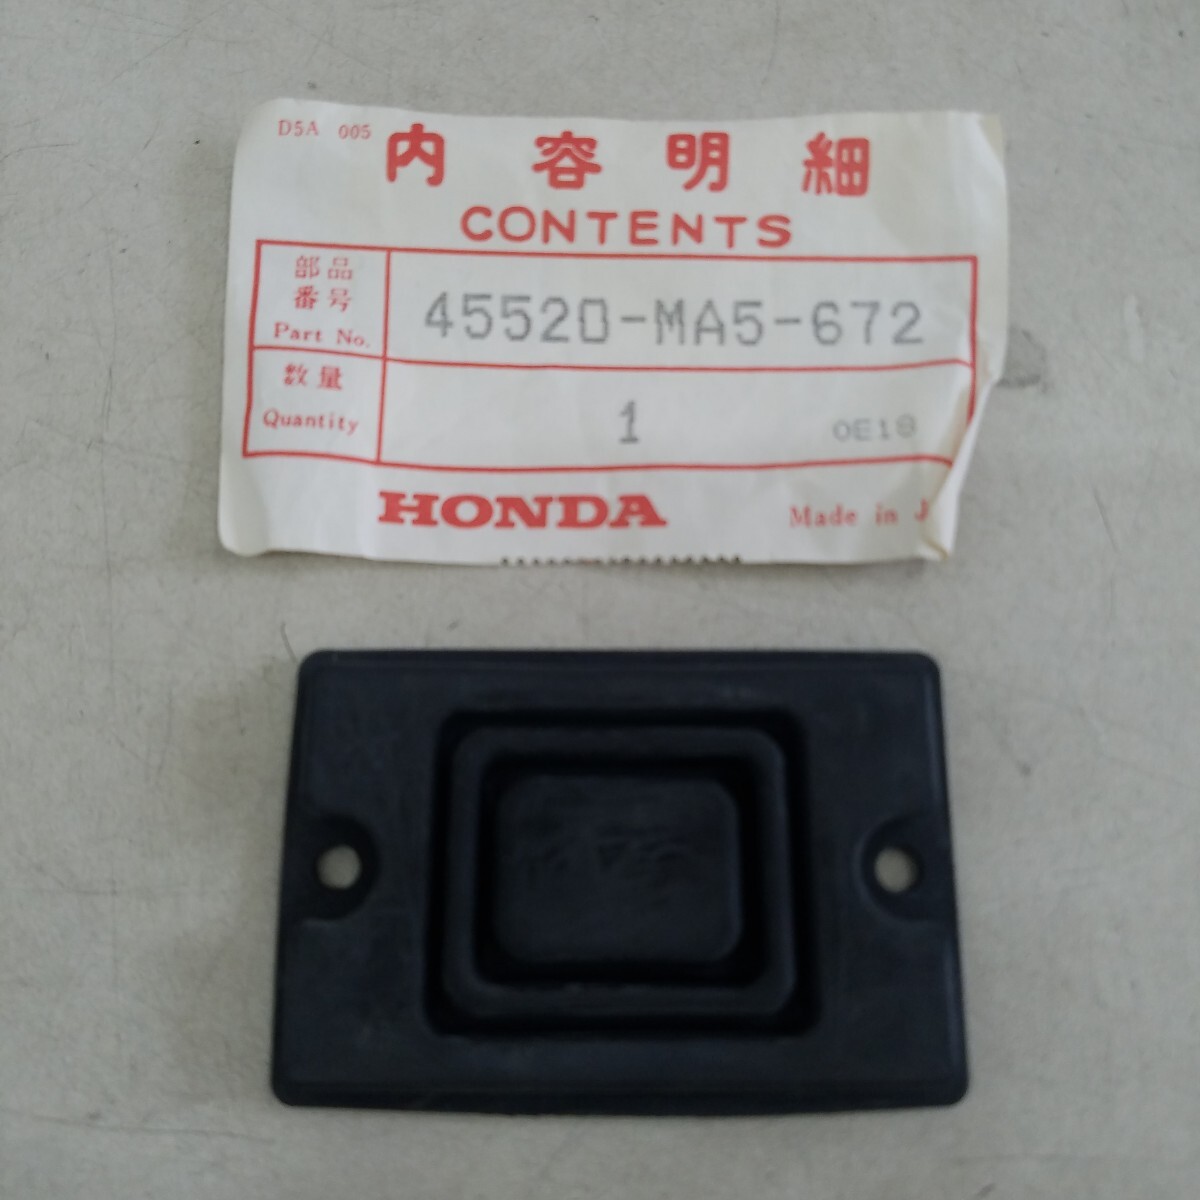 D5A 005
内容明細
CONTENTS
部品
番号
Part No.
45520-MA5-672
数量
Quantity
1
0E18
HONDA
Made in J